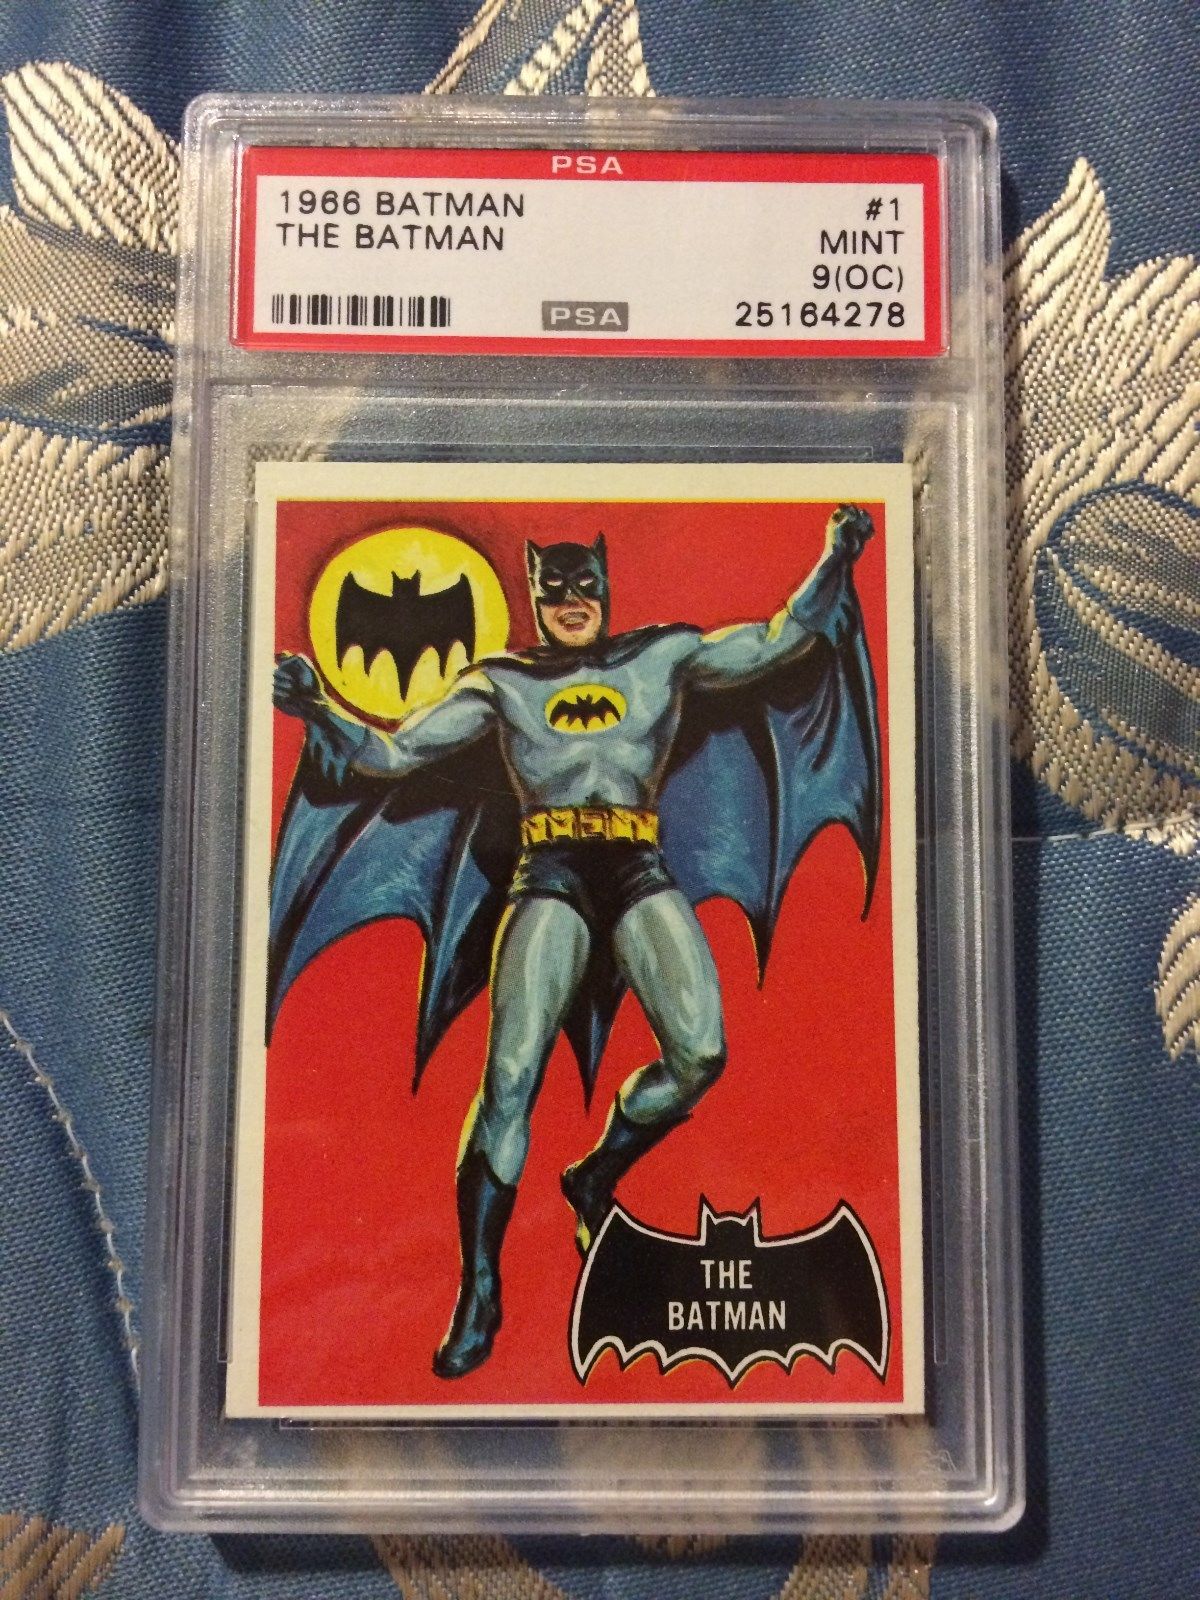 PSA
1966 BATMAN #1
THE BATMAN MINT
9(OC)
PSA 25164278
THE
BATMAN